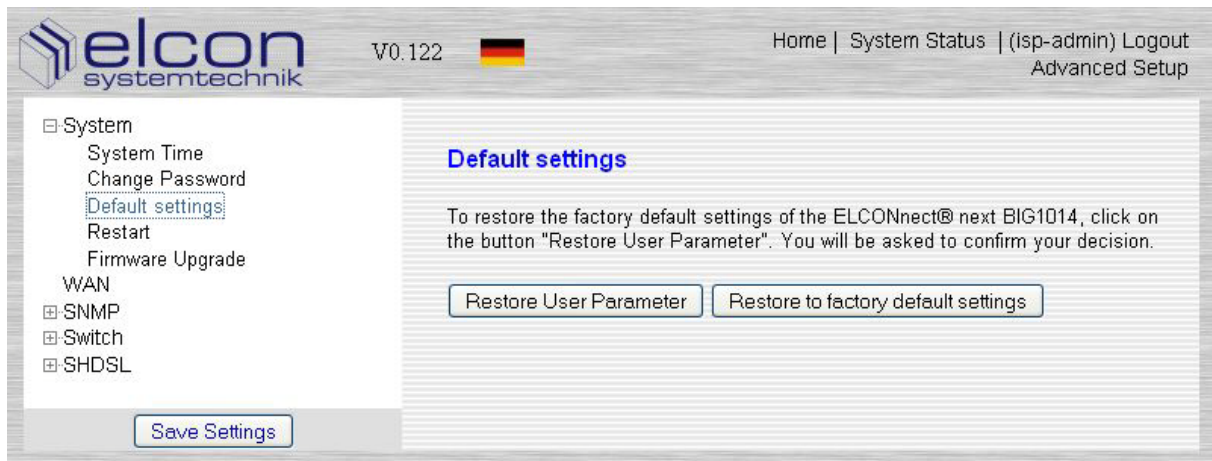 elcon
systemtechnik
V0.122
Home | System Status | (isp-admin) Logout
Advanced Setup
System
System Time
Change Password
Default settings
Restart
Firmware Upgrade
WAN
SNMP
Switch
SHDSL
Save Settings
Default settings
To restore the factory default settings of the ELCONnect® next BIG1014, click on
the button "Restore User Parameter". You will be asked to confirm your decision.
Restore User Parameter
Restore to factory default settings